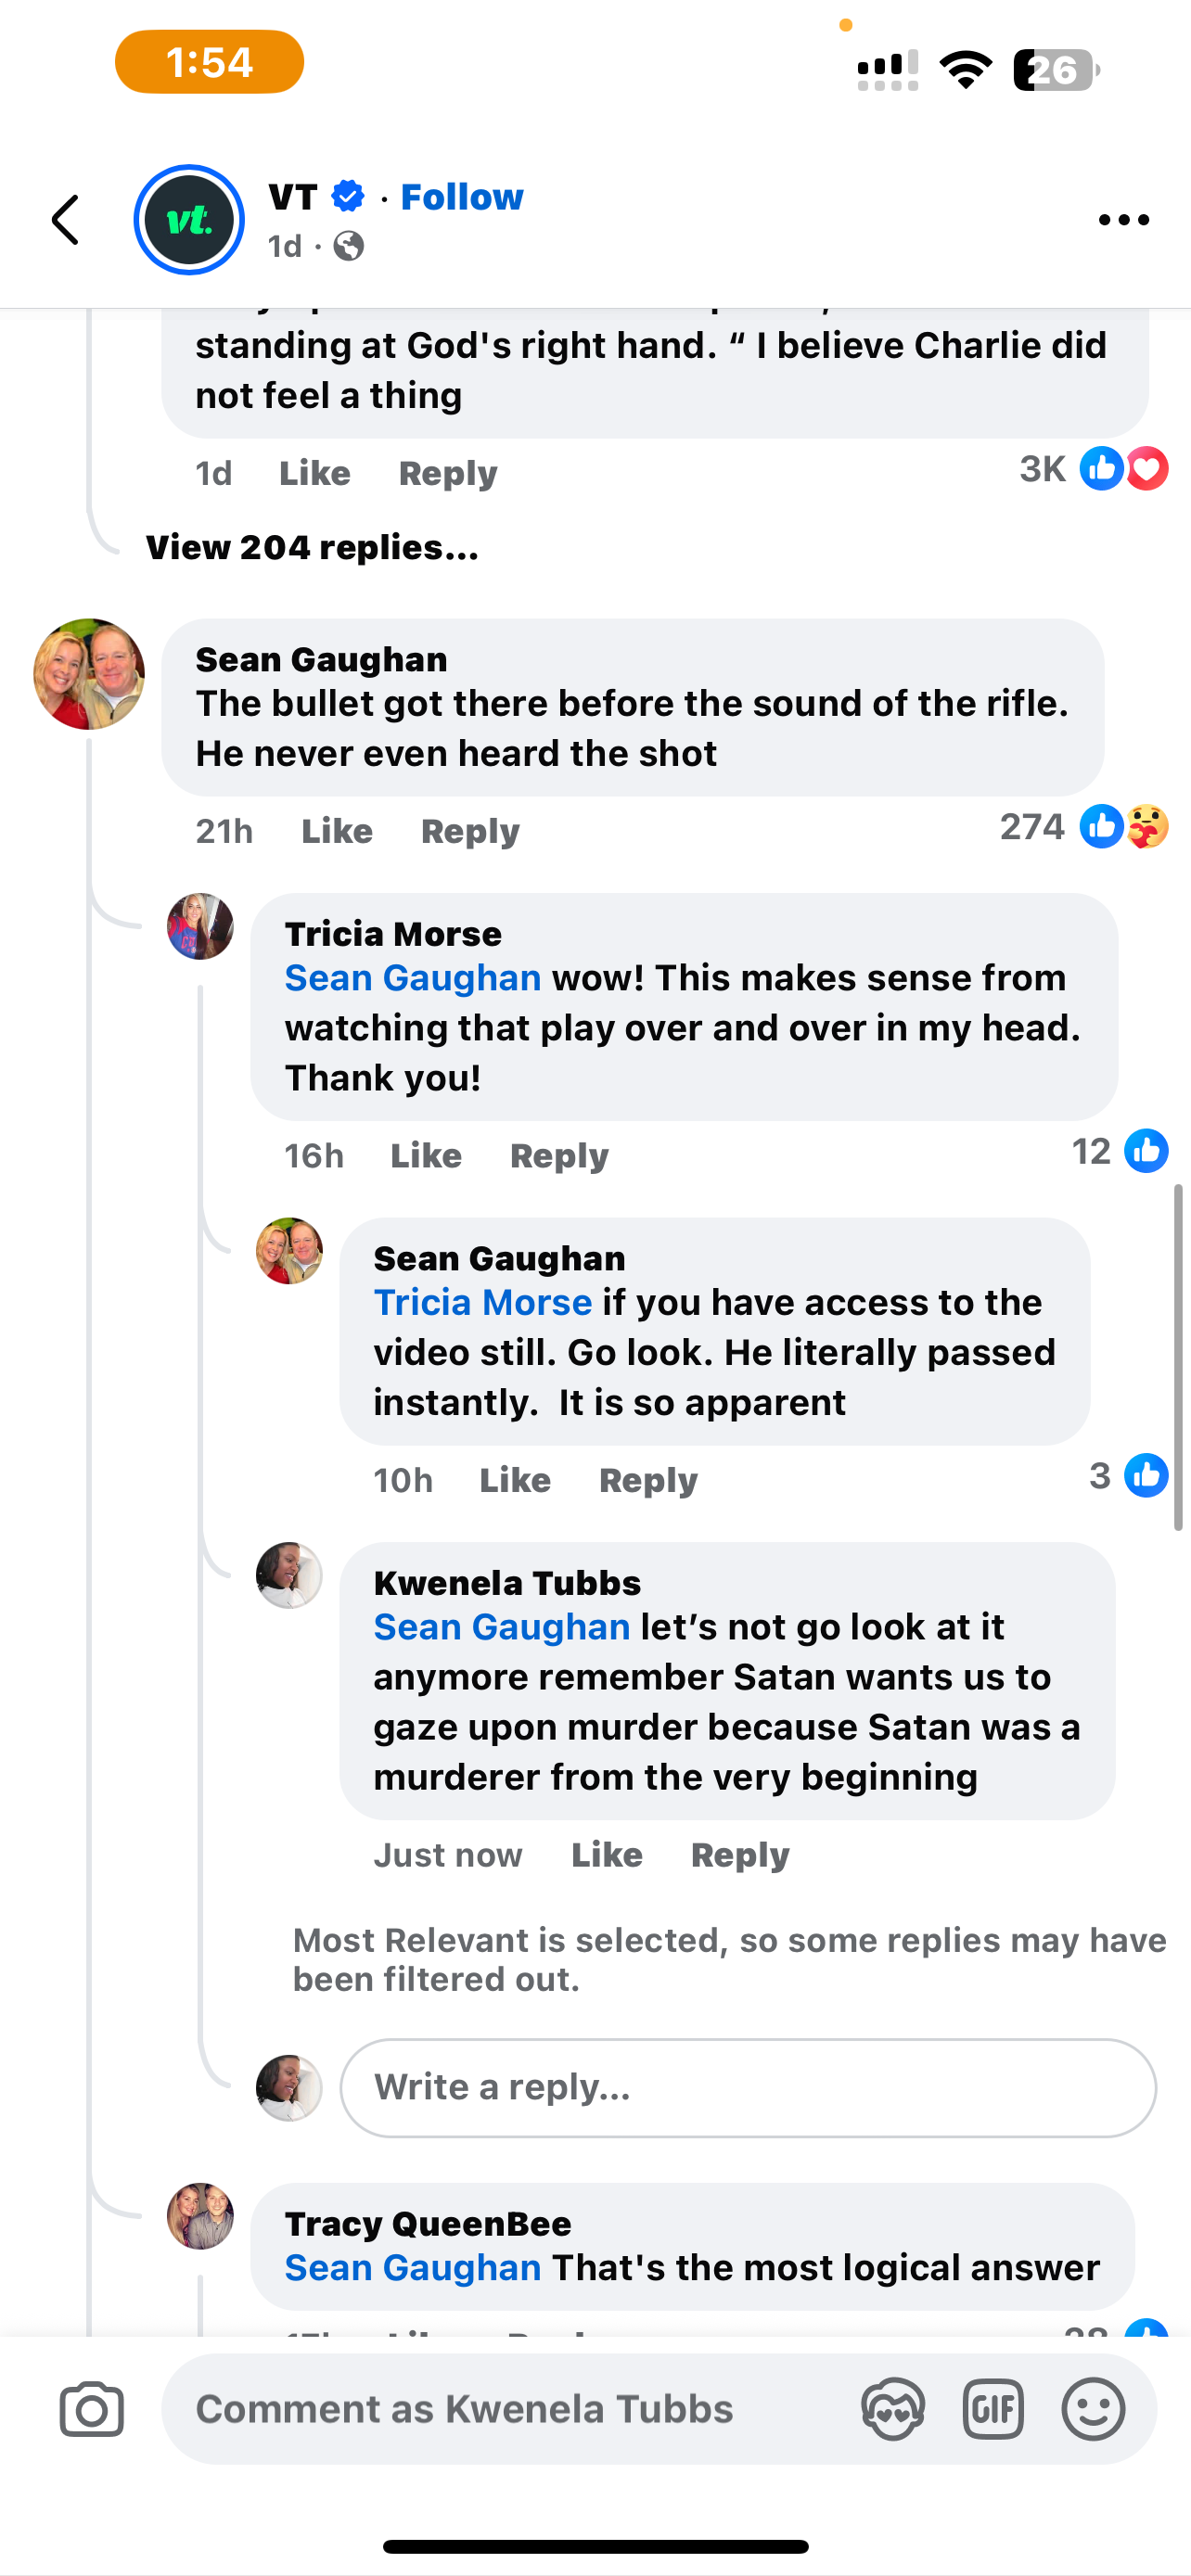 1:54
26
vt.
VT · Follow
1d ·
standing at God's right hand. “ I believe Charlie did
not feel a thing
1d Like Reply 3K
View 204 replies...
Sean Gaughan
The bullet got there before the sound of the rifle.
He never even heard the shot
21h Like Reply 274
Tricia Morse
Sean Gaughan wow! This makes sense from
watching that play over and over in my head.
Thank you!
16h Like Reply 12
Sean Gaughan
Tricia Morse if you have access to the
video still. Go look. He literally passed
instantly.  It is so apparent
10h Like Reply 3
Kwenela Tubbs
Sean Gaughan let’s not go look at it
anymore remember Satan wants us to
gaze upon murder because Satan was a
murderer from the very beginning
Just now Like Reply
Most Relevant is selected, so some replies may have
been filtered out.
Write a reply...
Tracy QueenBee
Sean Gaughan That's the most logical answer
Comment as Kwenela Tubbs
GIF